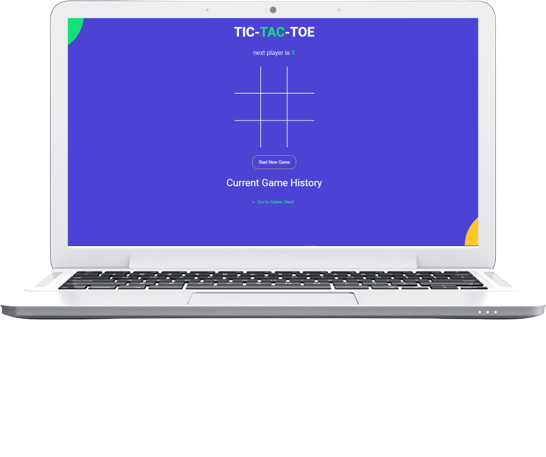 TIC-TAC-TOE
next player is X
Start New Game
Current Game History
Go to Game Start